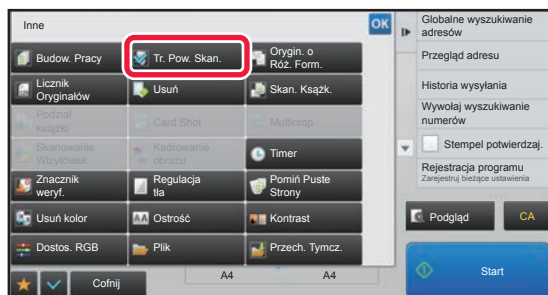 Inne
OK
Budow. Pracy
Tr. Pow. Skan.
Orygin. o
Róż. Form.
Licznik
Oryginałów
Usuń
Skan. Książk.
Podział
książki
Card Shot
Multicrop
Skanowanie
Wizytówek
Kadrowanie
obrazu
Timer
Znacznik
weryf.
Regulacja
tła
Pomiń Puste
Strony
Usuń kolor
Ostrość
Kontrast
Dostos. RGB
Plik
Przech. Tymcz.
Cofnij
A4
A4
Globalne wyszukiwanie
adresów
Przegląd adresu
Historia wysyłania
Wywołaj wyszukiwanie
numerów
Stempel potwierdzaj.
Rejestracja programu
Zarejestruj bieżące ustawienia
Podgląd
CA
Start